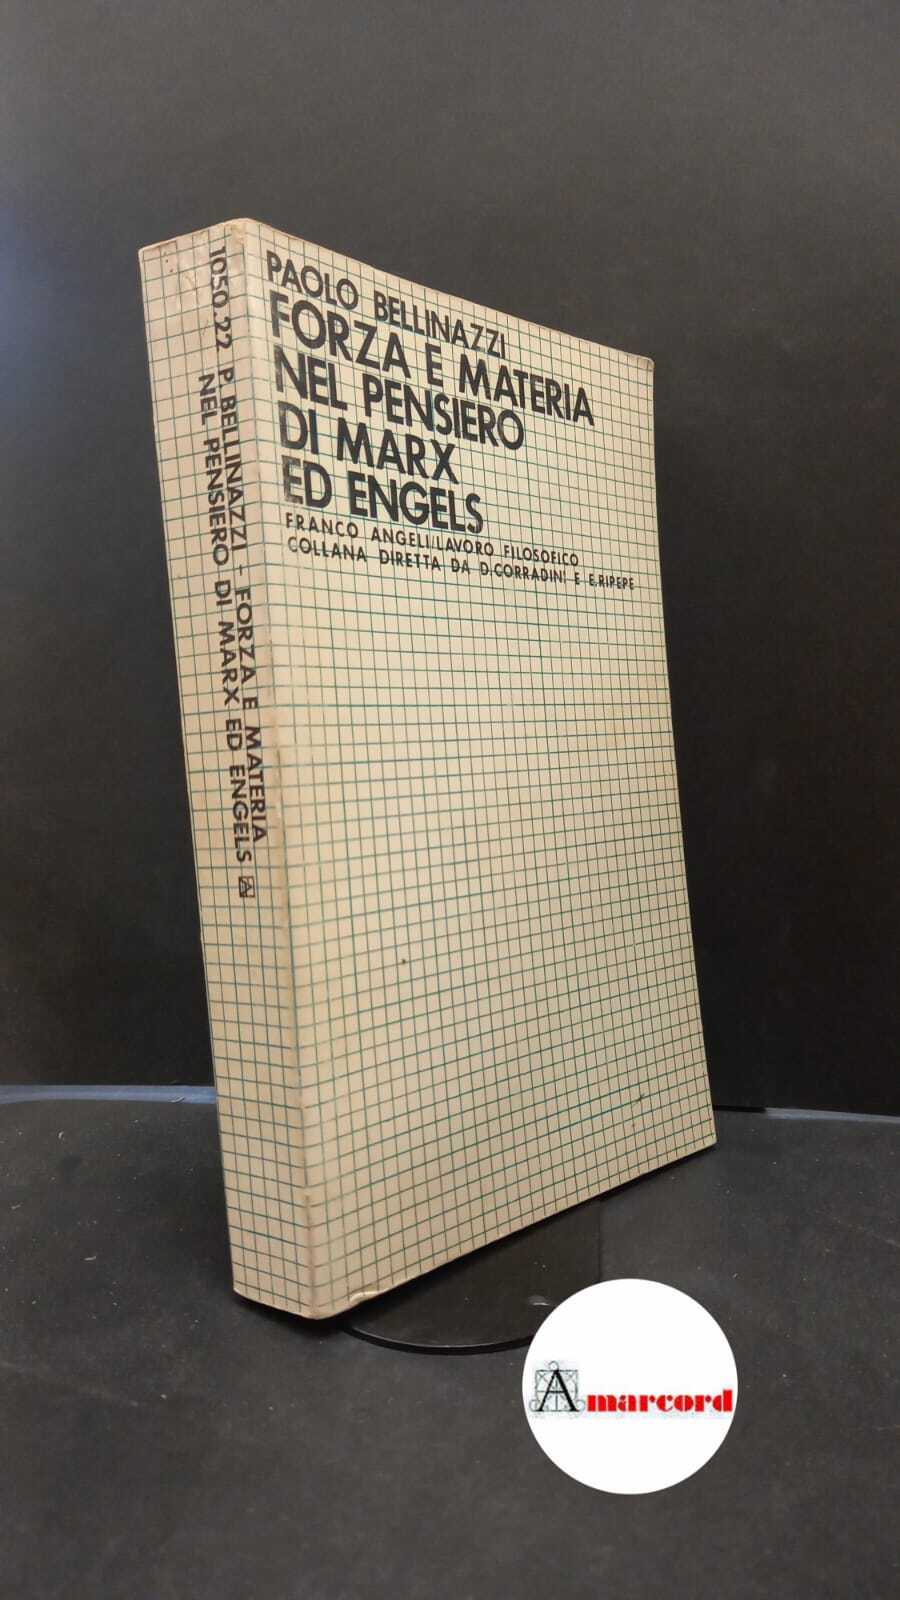 PAOLO BELLINAZZI
FORZA E MATERIA
NEL PENSIERO
DI MARX
ED ENGELS
FRANCO ANGELI/LAVORO FILOSOFICO
COLLANA DIRETTA DA D.CORRADINI E E.RIPEPE
1050.22 P. BELLINAZZI - FORZA E MATERIA
NEL PENSIERO DI MARX ED ENGELS A
Amarcord